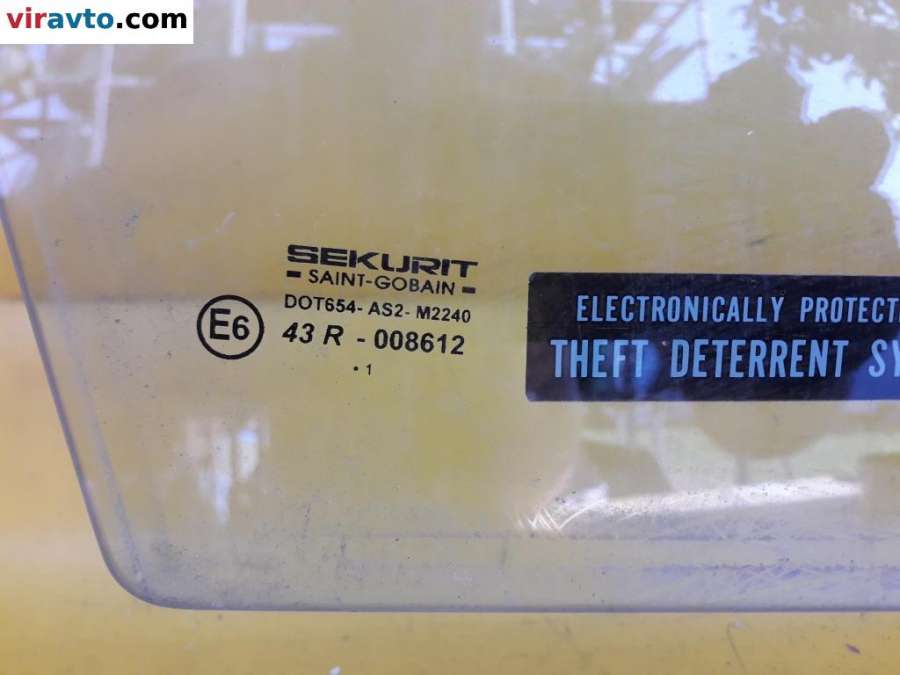 viravto.com
SEKURIT
SAINT-GOBAIN
DOT654-AS2-M2240
E6
43 R - 008612
• 1
ELECTRONICALLY PROTECT
THEFT DETERRENT SY